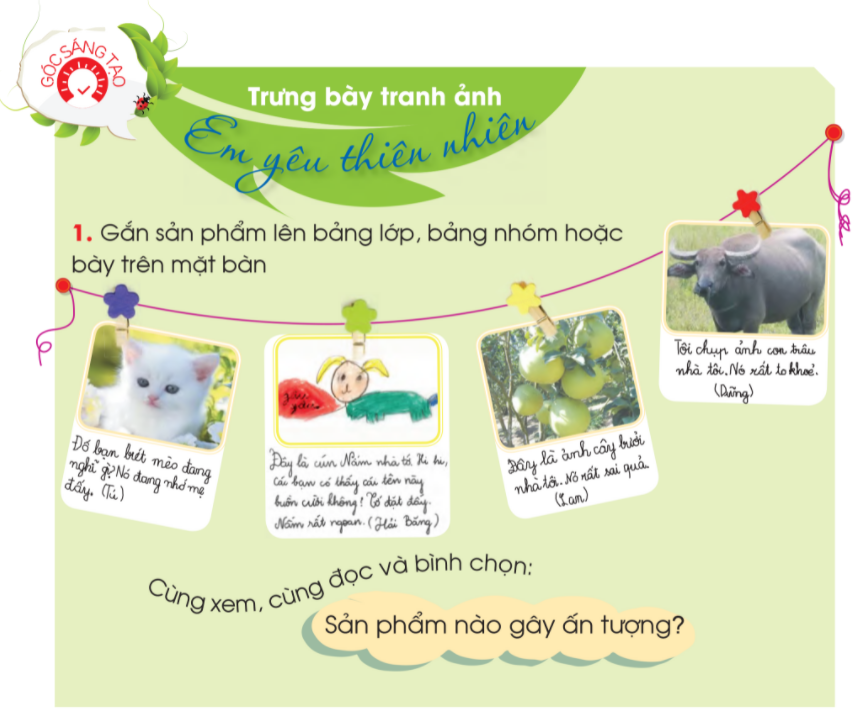 GÓC SÁNG TẠO
Trưng bày tranh ảnh
Em yêu thiên nhiên
1. Gắn sản phẩm lên bảng lớp, bảng nhóm hoặc
bày trên mặt bàn
Đố bạn biết mèo đang
nghĩ gì? Nó đang nhớ mẹ
đấy. (Tú)
Đây là cún Nấm nhà tớ. Hi hi,
các bạn có thấy cái tên này
buồn cười không? Tớ đặt đấy.
Nấm rất ngoan. (Hải Băng)
Đây là ảnh cây bưởi
nhà tôi. Nó rất sai quả.
(Lam)
Tôi chụp ảnh con trâu
nhà tôi. Nó rất to khoẻ.
(Dũng)
Cùng xem, cùng đọc và bình chọn:
Sản phẩm nào gây ấn tượng?